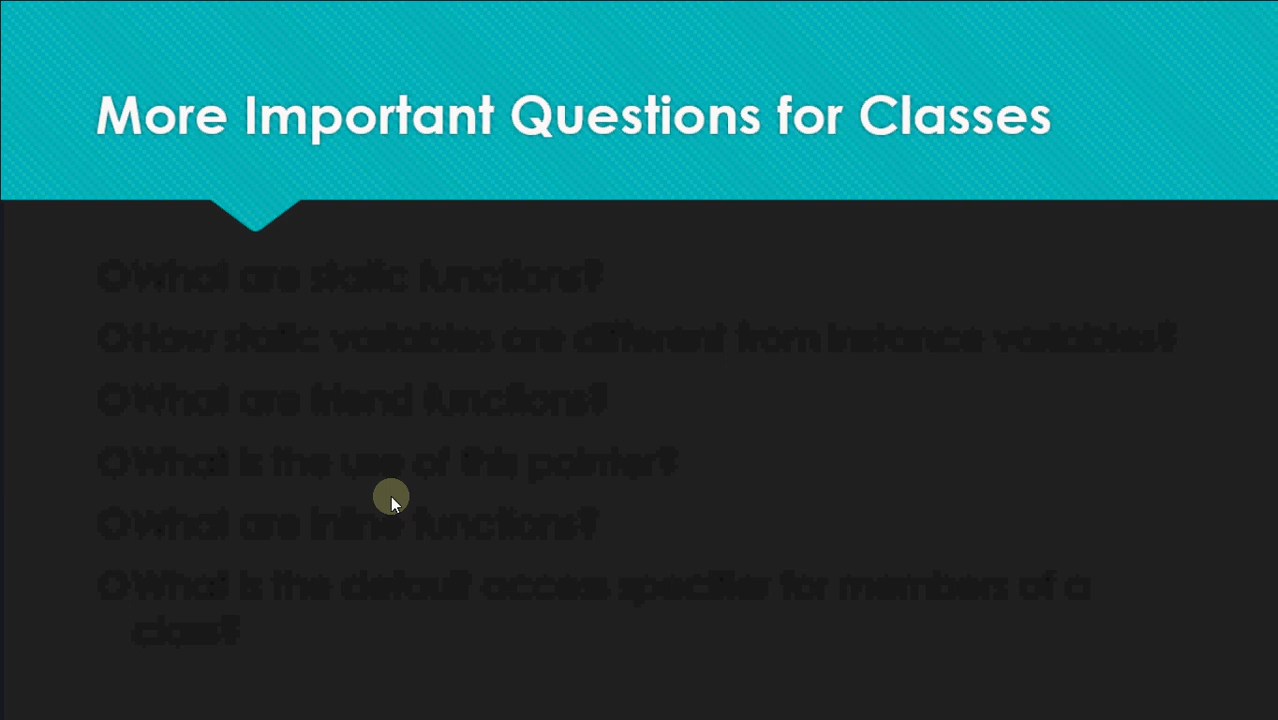 More Important Questions for Classes
What are static functions?
How static variables are different from instance variables?
What are friend functions?
What is the use of this pointer?
What are inline functions?
What is the default access specifier for members of a
class?